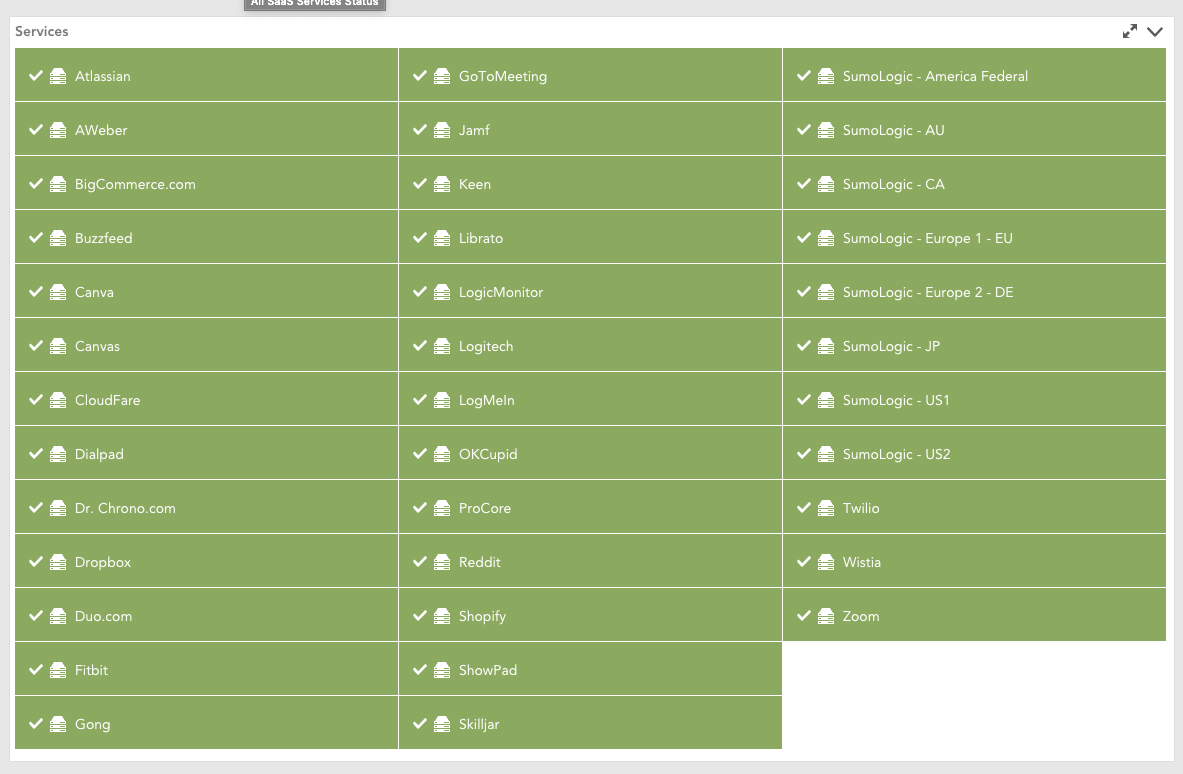 All SaaS Services Status
Services
Atlassian
AWeber
BigCommerce.com
Buzzfeed
Canva
Canvas
CloudFare
Dialpad
Dr. Chrono.com
Dropbox
Duo.com
Fitbit
Gong
GoToMeeting
Jamf
Keen
Librato
LogicMonitor
Logitech
LogMeIn
OKCupid
ProCore
Reddit
Shopify
ShowPad
Skilljar
SumoLogic - America Federal
SumoLogic - AU
SumoLogic - CA
SumoLogic - Europe 1 - EU
SumoLogic - Europe 2 - DE
SumoLogic - JP
SumoLogic - US1
SumoLogic - US2
Twilio
Wistia
Zoom